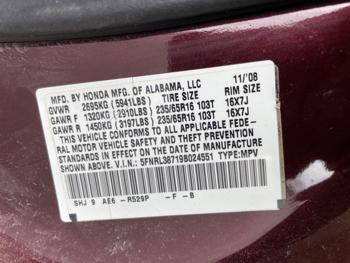 MFD. BY HONDA MFG. OF ALABAMA, LLC 11/'08
GVWR 2695KG (5941LBS) TIRE SIZE RIM SIZE
GAWR F 1320KG (2910LBS) 235/65R16 103T 16X7J
GAWR R 1450KG (3197LBS) 235/65R16 103T 16X7J
THIS VEHICLE CONFORMS TO ALL APPLICABLE FEDE-
RAL MOTOR VEHICLE SAFETY AND THEFT PREVENTION
STANDARDS IN EFFECT ON THE DATE OF MANUFACTURE
SHOWN ABOVE. V.I.N.: 5FNRL38719B024551 TYPE:MPV
SHJ 9 AE6 -R529P -F -B